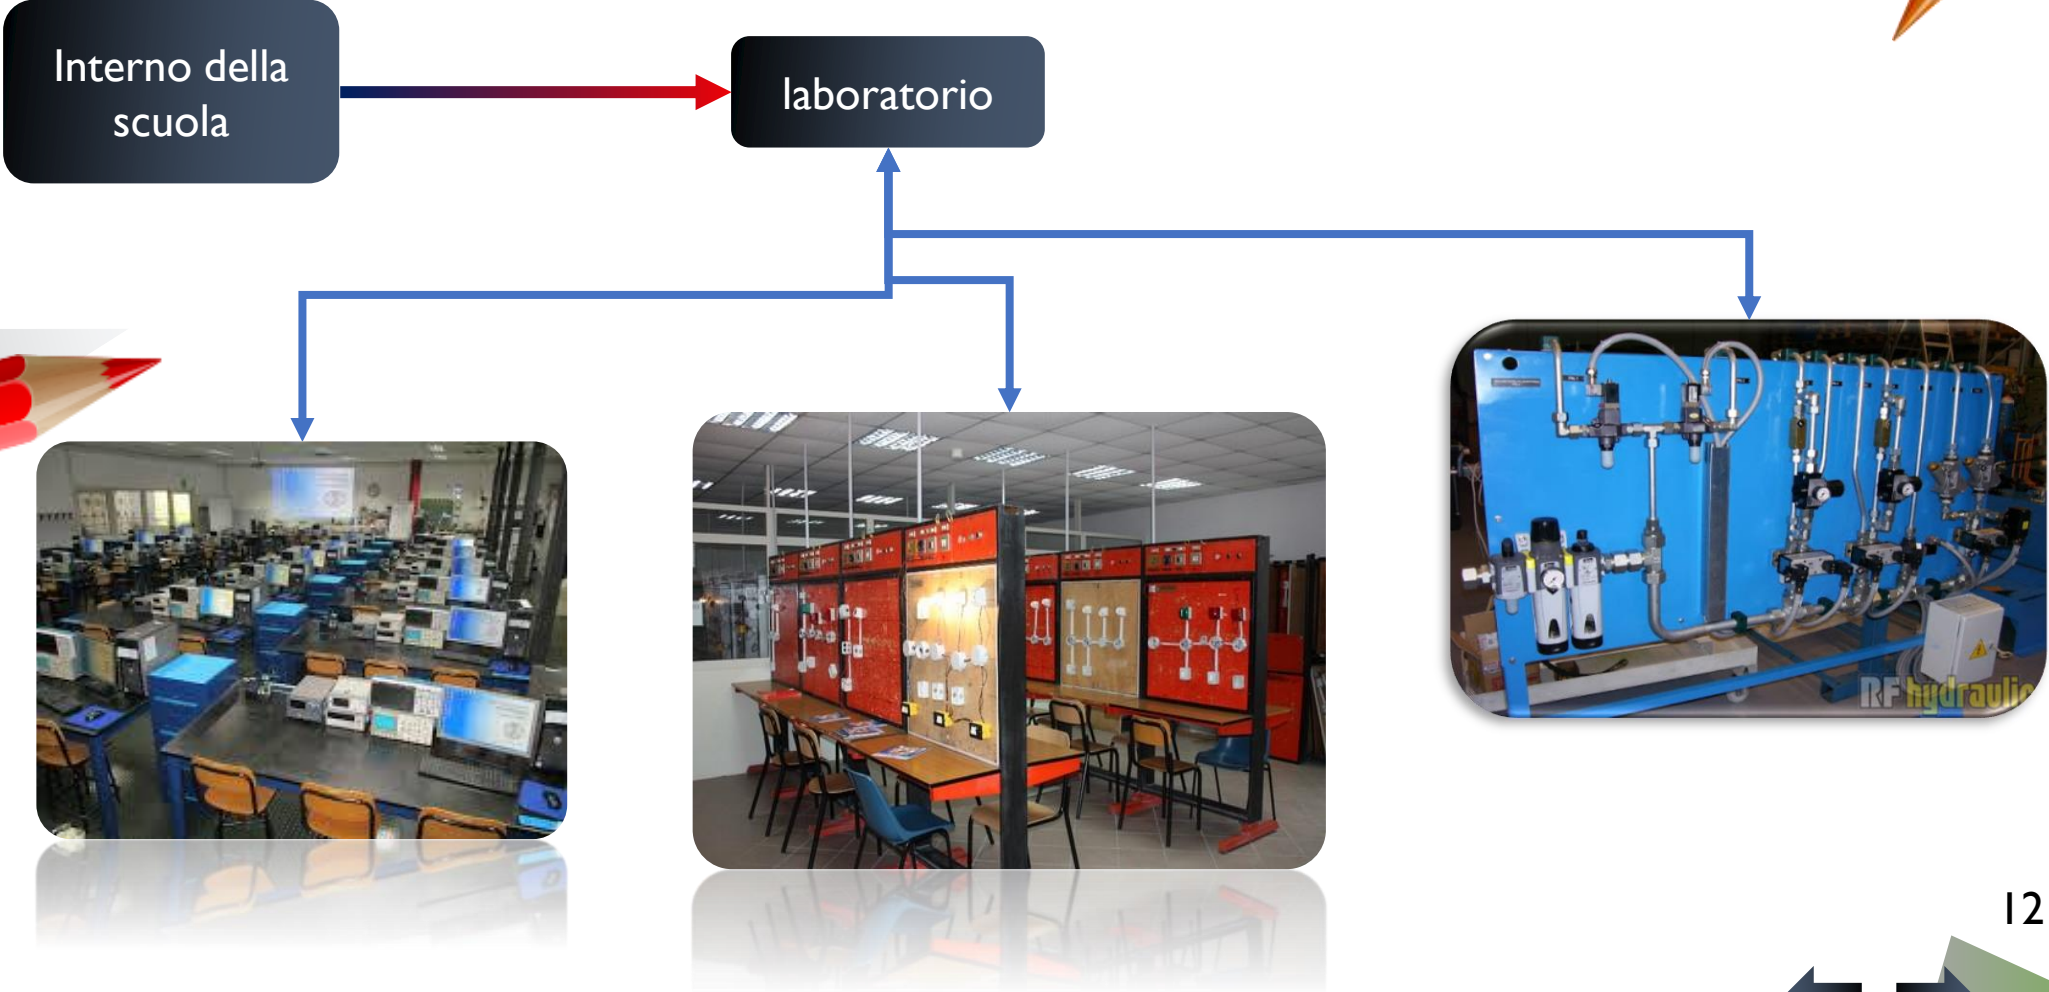 Interno della
scuola
laboratorio
RF hydraulic
12